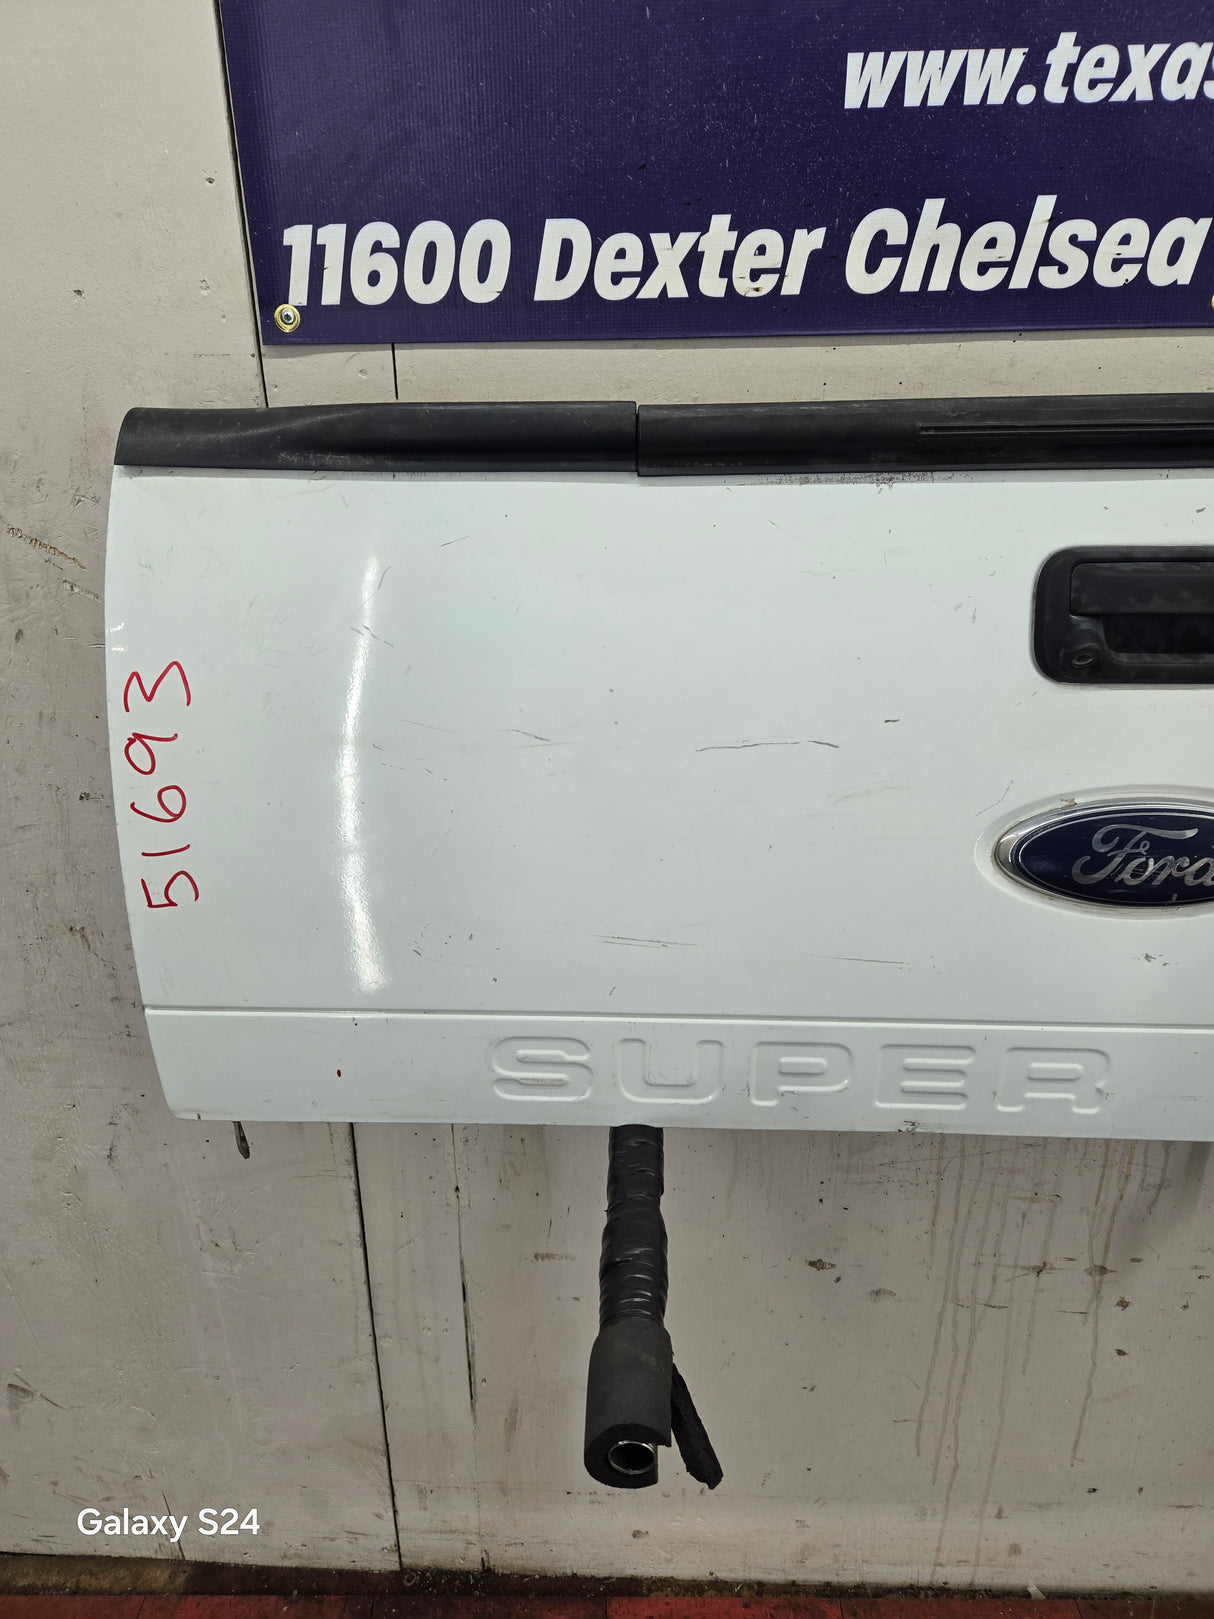 www.texas
11600 Dexter Chelsea
51693
Ford
SUPER
Galaxy S24